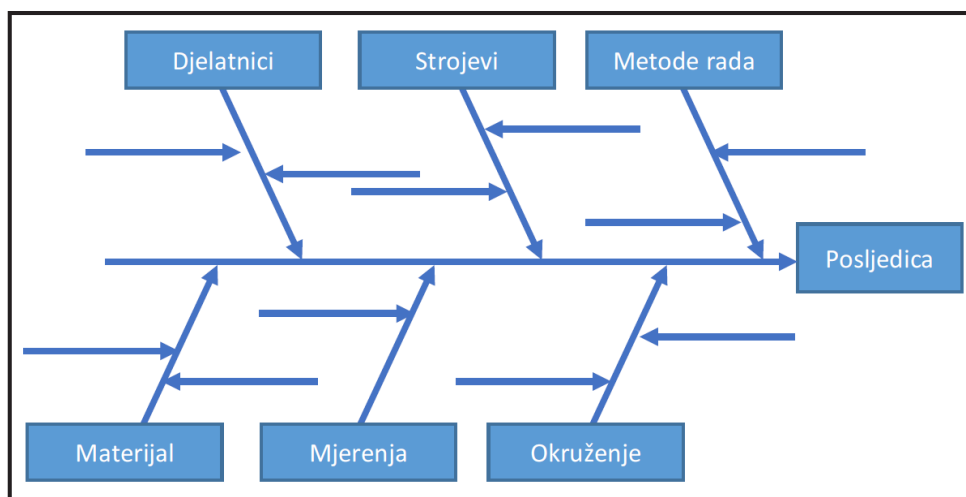 Djelatnici
Strojevi
Metode rada
Posljedica
Materijal
Mjerenja
Okruženje